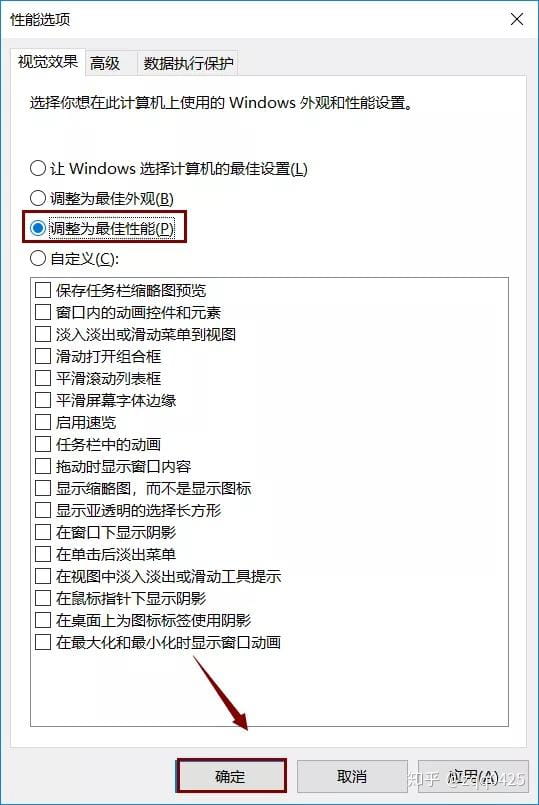 性能选项
视觉效果 高级 数据执行保护
选择你想在此计算机上使用的 Windows 外观和性能设置。
让 Windows 选择计算机的最佳设置(L)
调整为最佳外观(B)
调整为最佳性能(P)
自定义(C):
保存任务栏缩略图预览
窗口内的动画控件和元素
淡入淡出或滑动菜单到视图
滑动打开组合框
平滑滚动列表框
平滑屏幕字体边缘
启用速览
任务栏中的动画
拖动时显示窗口内容
显示缩略图，而不是显示图标
显示亚透明的选择长方形
在窗口下显示阴影
在单击后淡出菜单
在视图中淡入淡出或滑动工具提示
在鼠标指针下显示阴影
在桌面上为图标标签使用阴影
在最大化和最小化时显示窗口动画
确定 取消 应用(A)
知乎